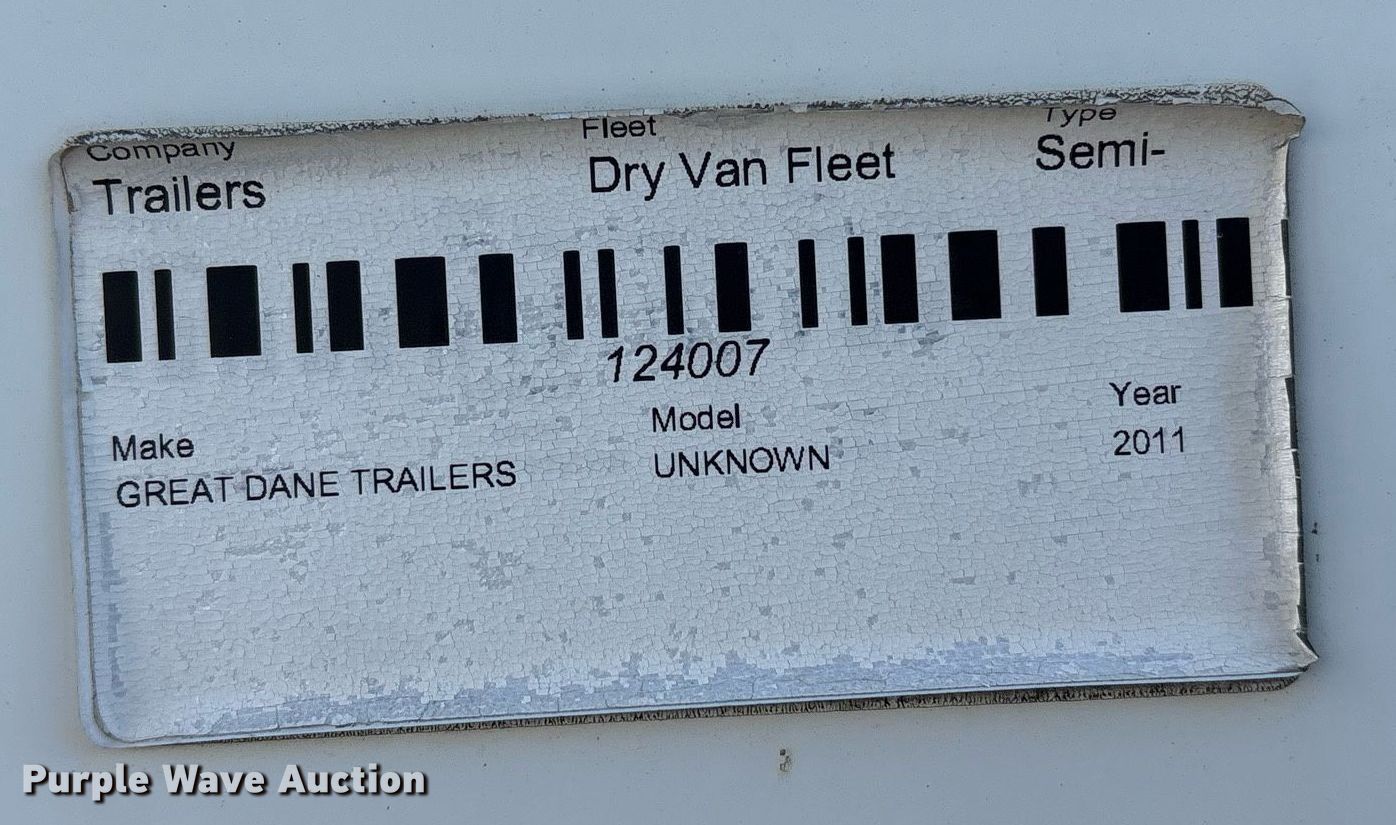 Company Fleet Type
Trailers Dry Van Fleet Semi-
124007
Make Model Year
GREAT DANE TRAILERS UNKNOWN 2011
Purple Wave Auction